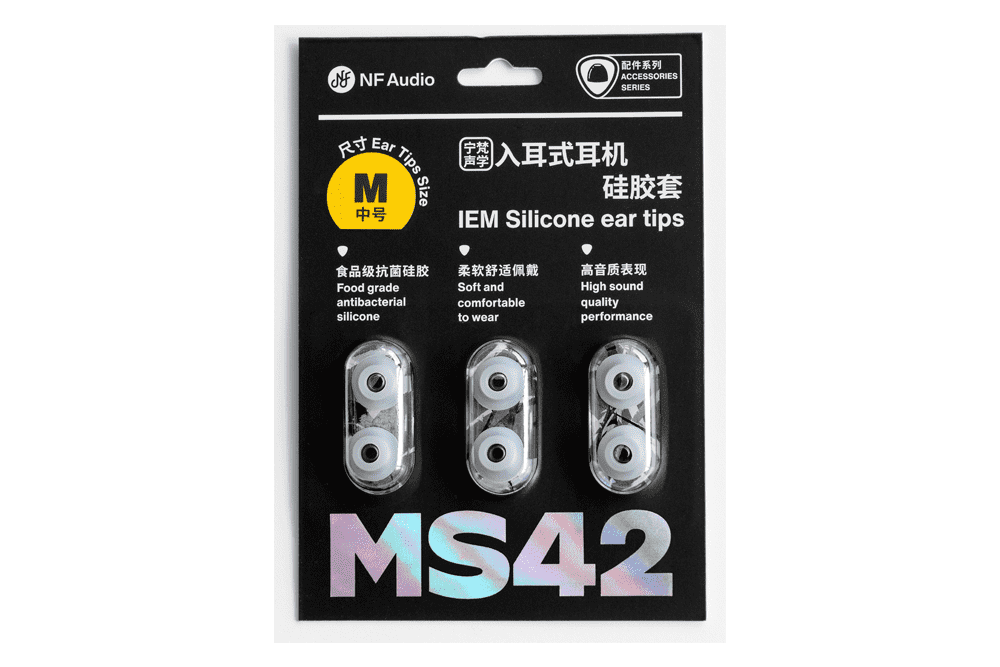 NF Audio
配件系列
ACCESSORIES
SERIES
尺寸 Ear Tips Size
M
中号
宁梵
声学
入耳式耳机
硅胶套
IEM Silicone ear tips
食品级抗菌硅胶
Food grade
antibacterial
silicone
柔软舒适佩戴
Soft and
comfortable
to wear
高音质表现
High sound
quality
performance
MS42